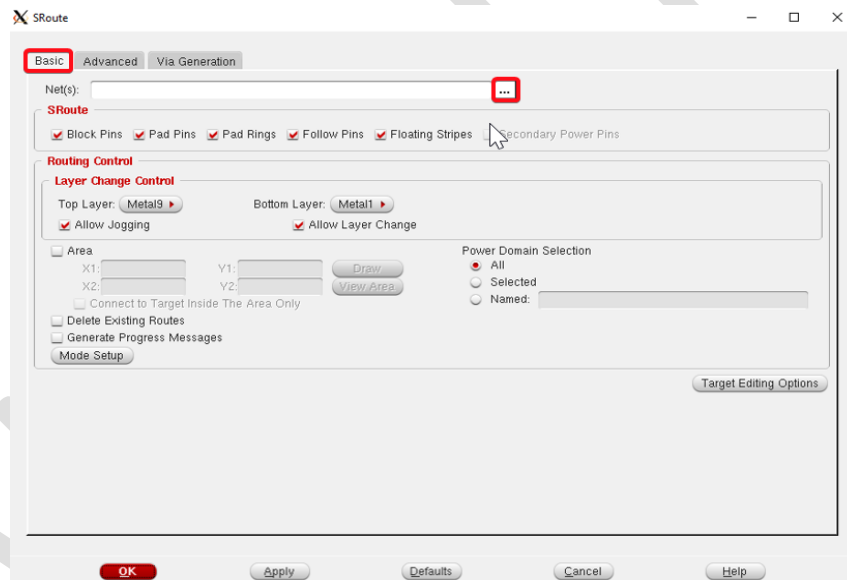 SRoute
Basic Advanced Via Generation
Net(s): ...
SRoute
Block Pins Pad Pins Pad Rings Follow Pins Floating Stripes Secondary Power Pins
Routing Control
Layer Change Control
Top Layer: Metal9 Bottom Layer: Metal1
Allow Jogging Allow Layer Change
Area Power Domain Selection
X1: Y1: Draw All
X2: Y2: View Area Selected
Connect to Target Inside The Area Only Named:
Delete Existing Routes
Generate Progress Messages
Mode Setup
Target Editing Options
OK Apply Defaults Cancel Help